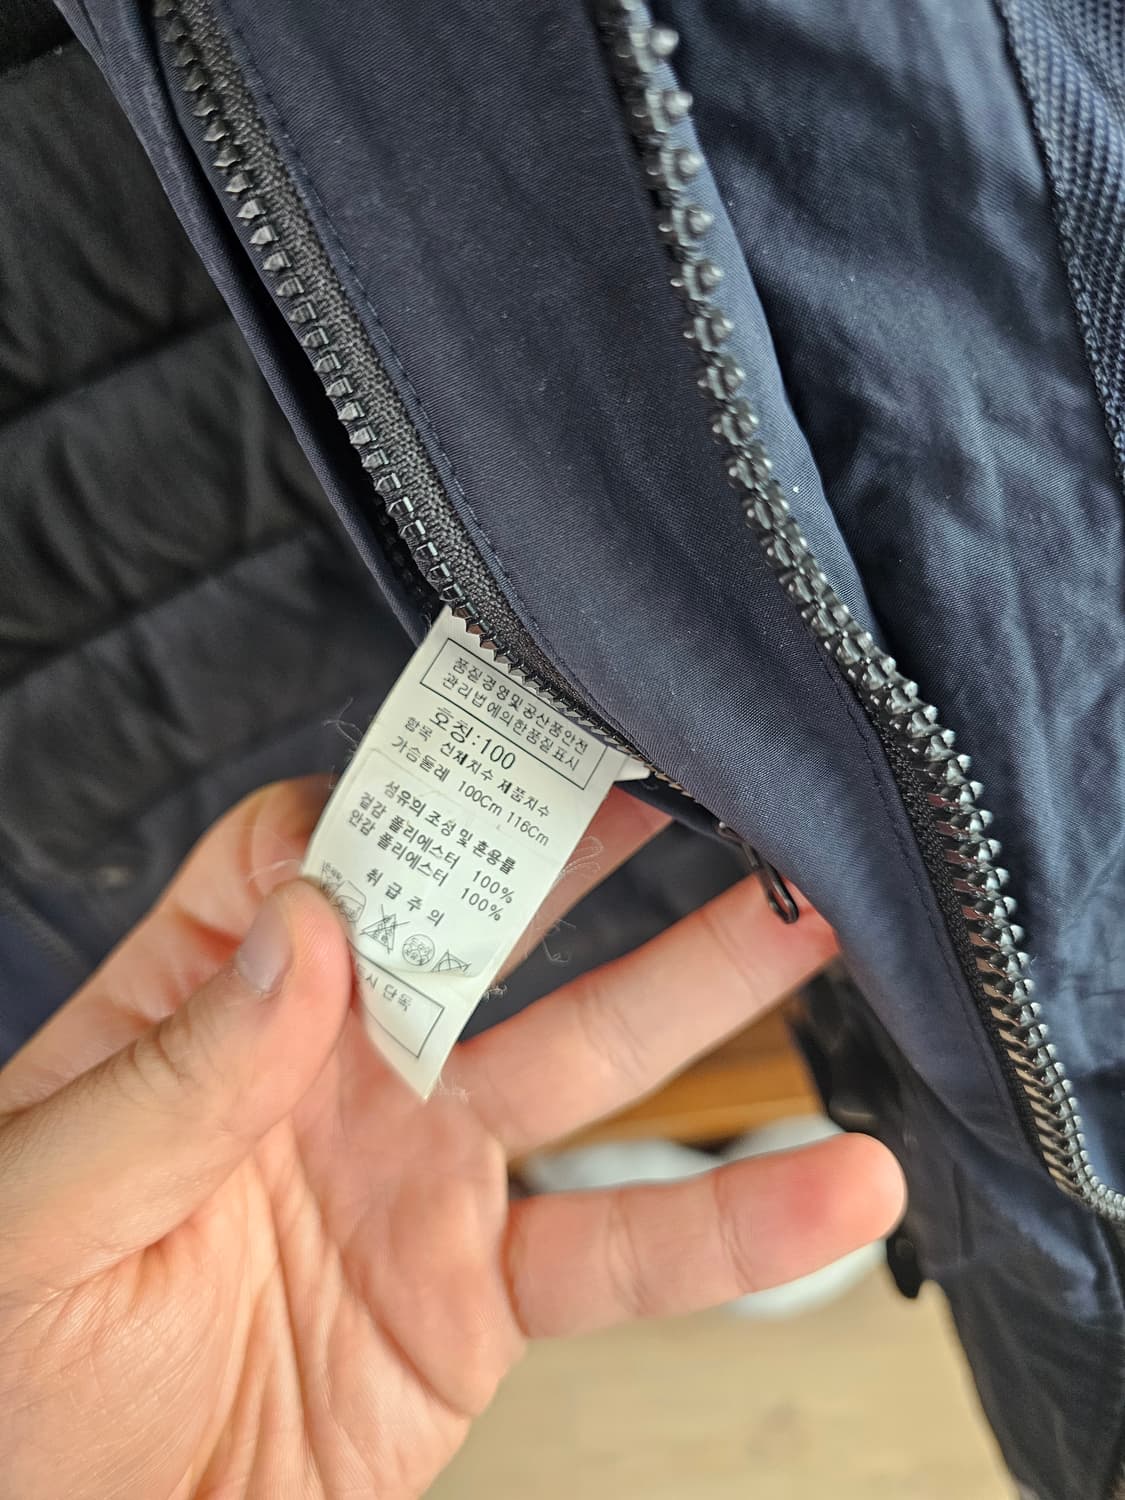 품질경영및공산품안전
관리법에의한품질표시
호칭:100
항목 신체치수 제품치수
가슴둘레 100Cm 116Cm
섬유의 조성 및 혼용률
겉감 폴리에스터 100%
안감 폴리에스터 100%
취급주의
시 단독